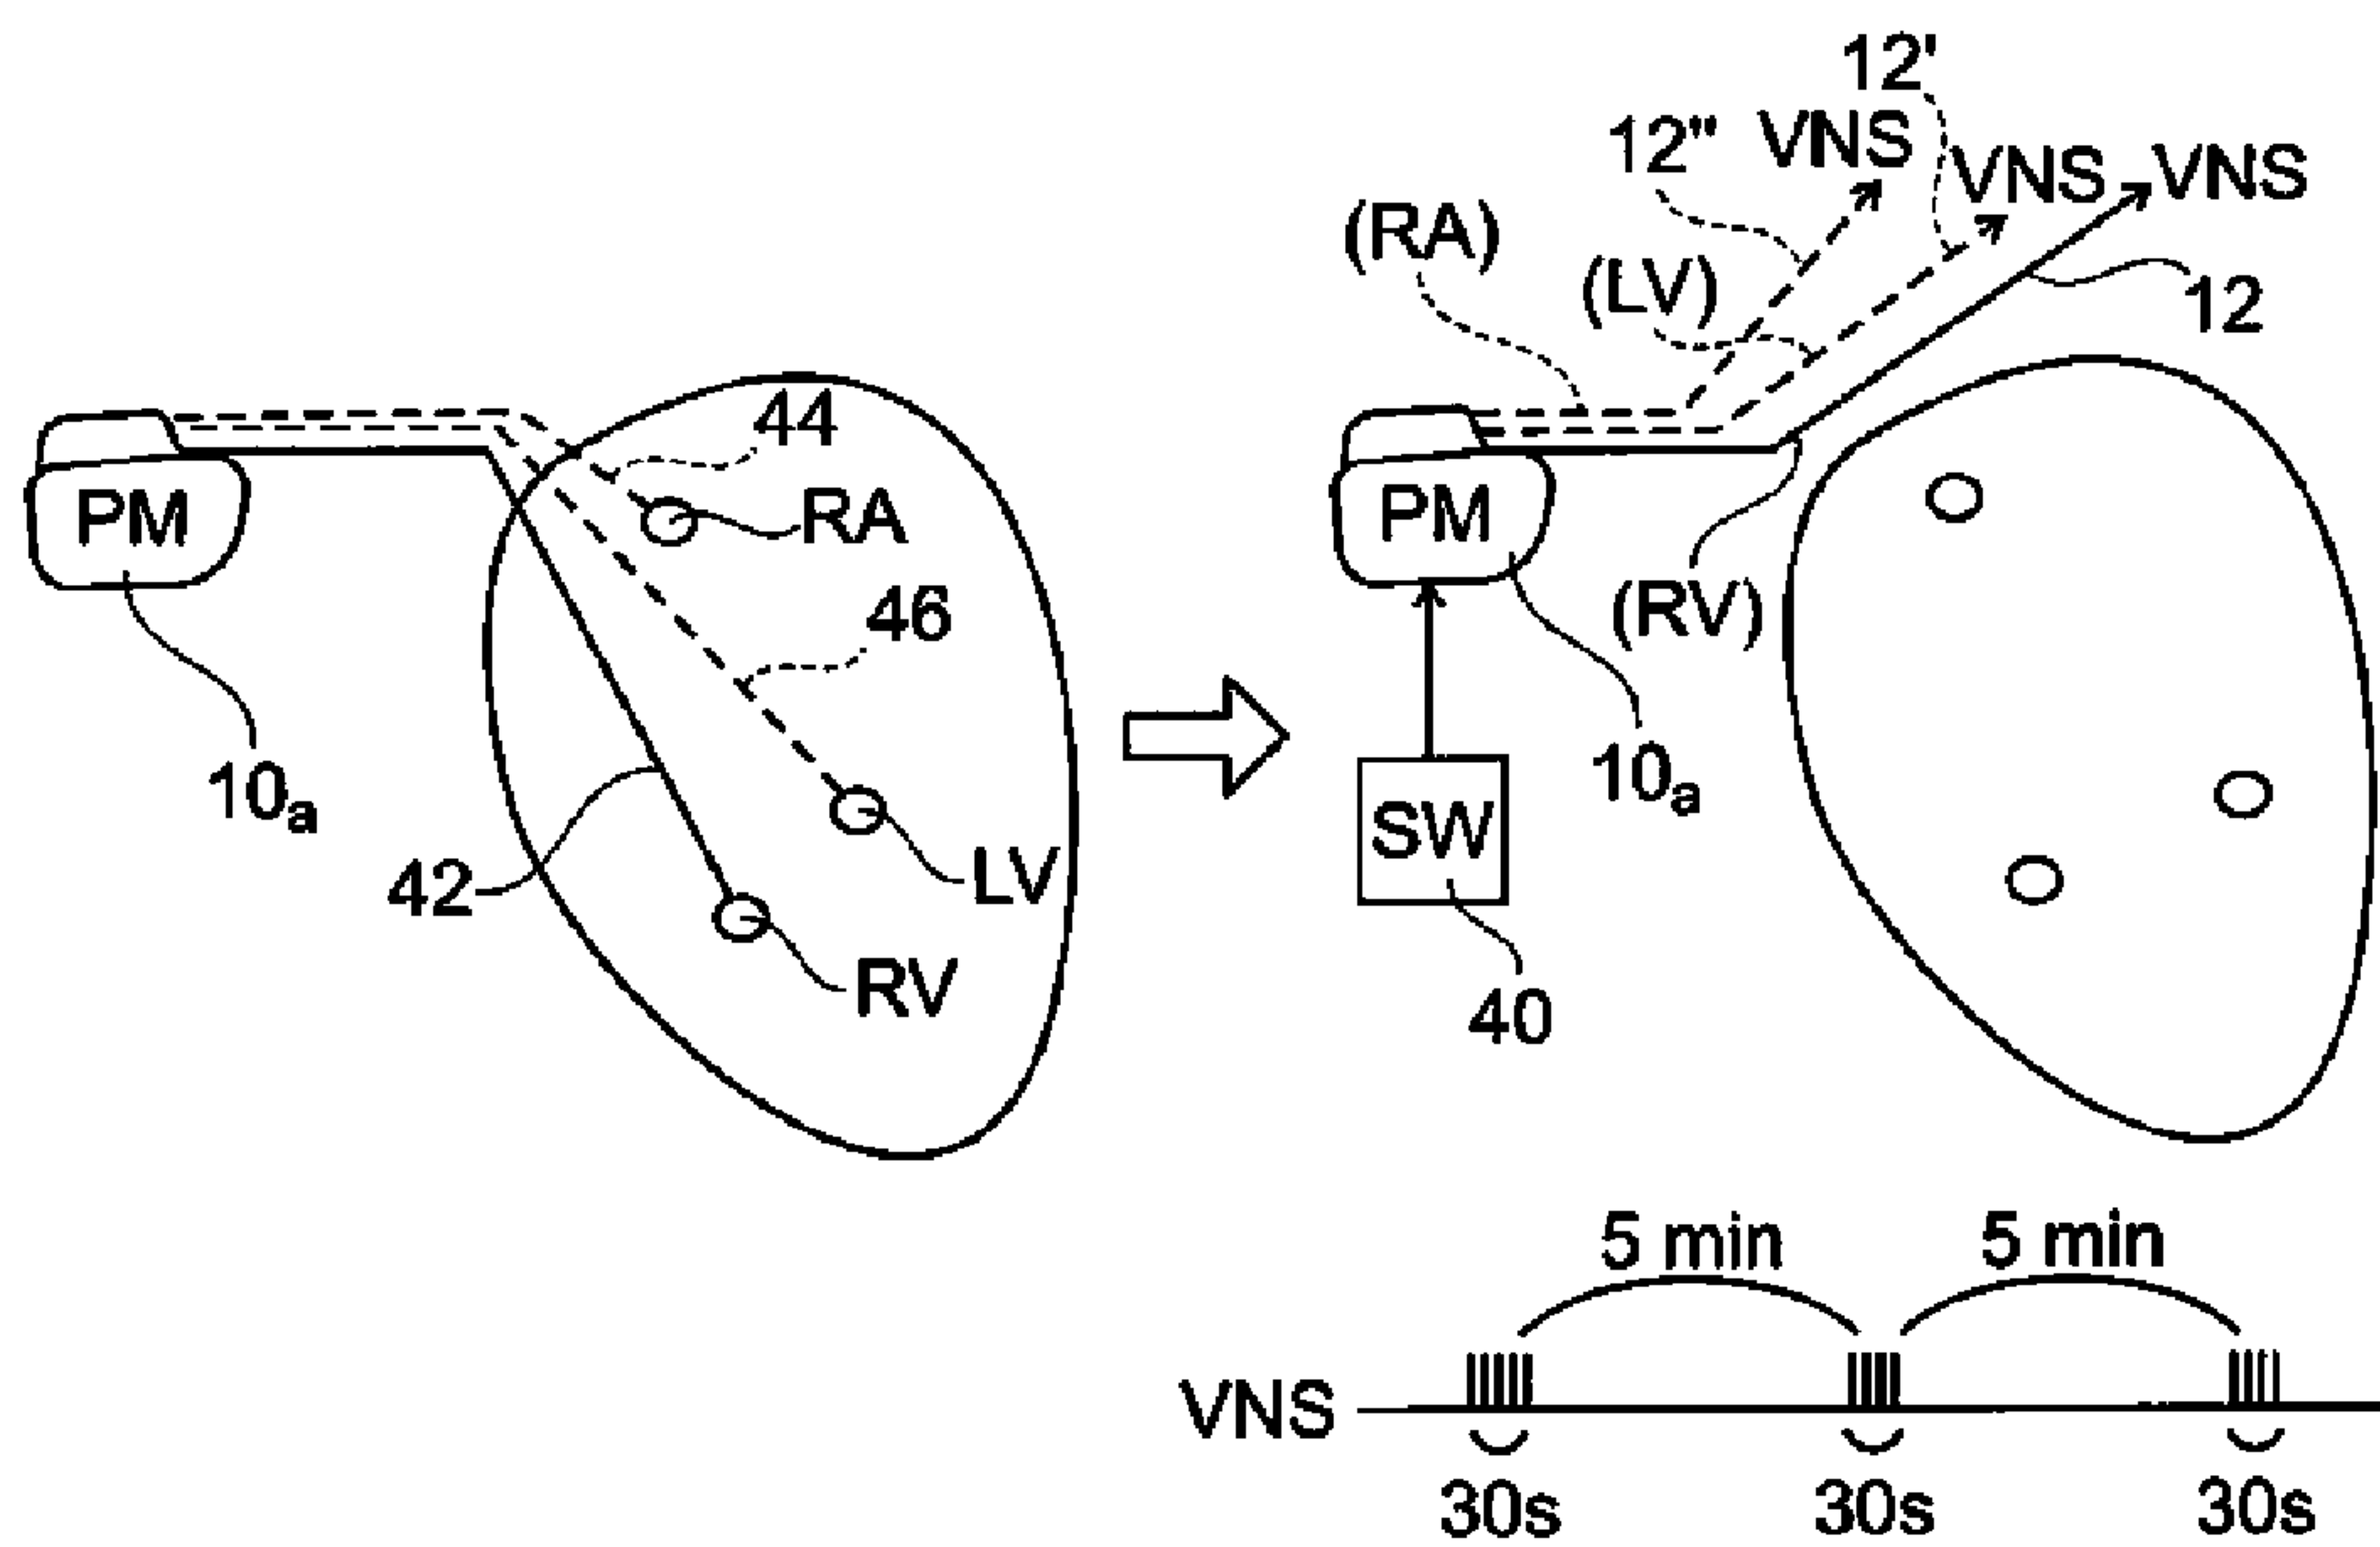 44
PM
RA
46
10a
42
LV
RV
12'
12" VNS
VNS VNS
(RA)
(LV)
12
PM
(RV)
10a
SW
40
5 min 5 min
VNS
30s 30s 30s